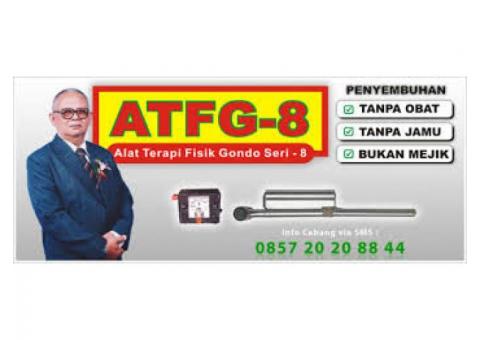 ATFG-8
Alat Terapi Fisik Gondo Seri - 8
PENYEMBUHAN
TANPA OBAT
TANPA JAMU
BUKAN MEJIK
Info Cabang via SMS :
0857 20 20 88 44